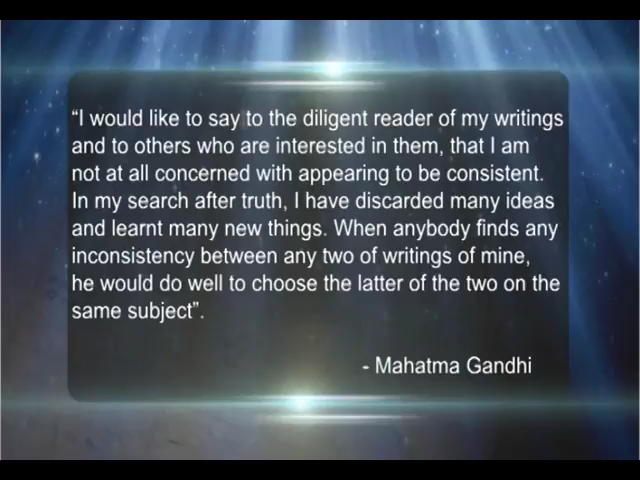 “I would like to say to the diligent reader of my writings
and to others who are interested in them, that I am
not at all concerned with appearing to be consistent.
In my search after truth, I have discarded many ideas
and learnt many new things. When anybody finds any
inconsistency between any two of writings of mine,
he would do well to choose the latter of the two on the
same subject”.
- Mahatma Gandhi